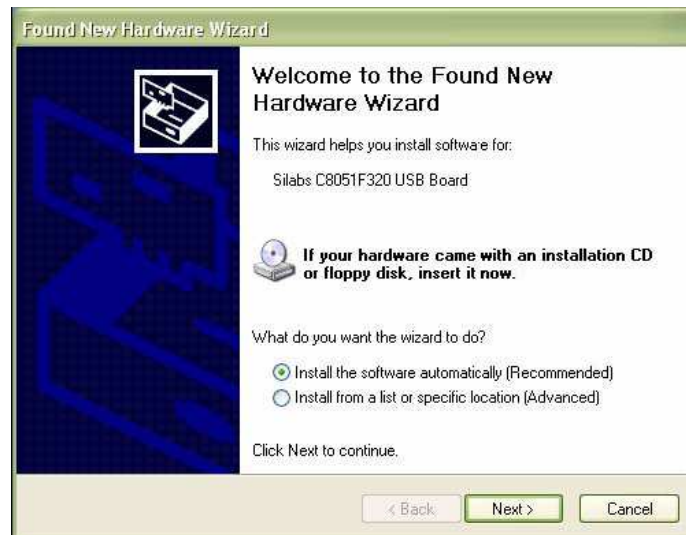 Found New Hardware Wizard
Welcome to the Found New
Hardware Wizard
This wizard helps you install software for:
Silabs C8051F320 USB Board
If your hardware came with an installation CD
or floppy disk, insert it now.
What do you want the wizard to do?
Install the software automatically (Recommended)
Install from a list or specific location (Advanced)
Click Next to continue.
< Back
Next >
Cancel